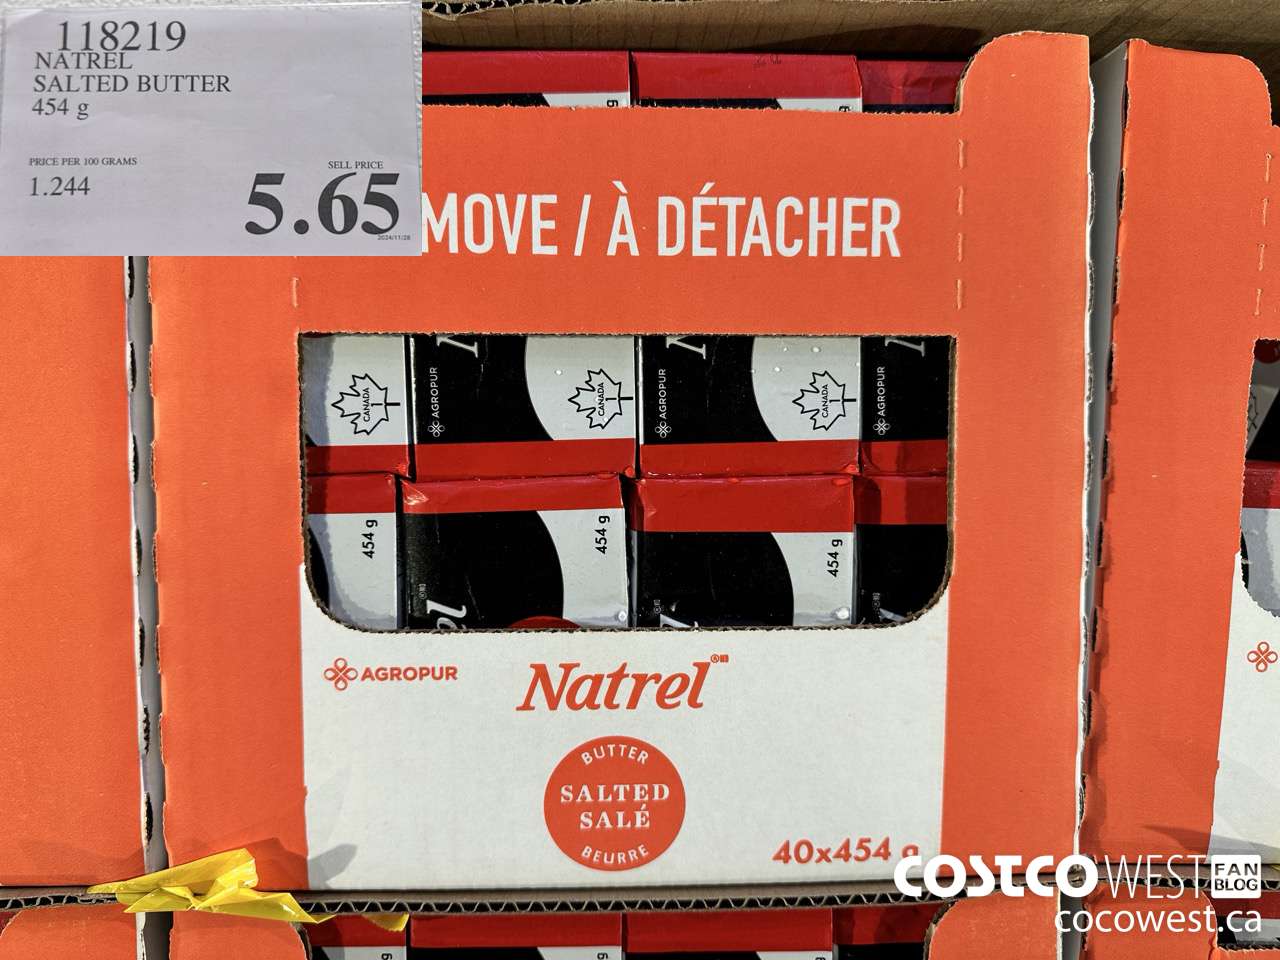 118219
NATREL
SALTED BUTTER
454 g
PRICE PER 100 GRAMS
SELL PRICE
1.244
5.65
2024/11/28
MOVE / À DÉTACHER
CANADA
AGROPUR
CANADA
AGROPUR
CANADA
AGROPUR
454 g
454 g
454 g
AGROPUR
Natrel
BUTTER
SALTED
SALÉ
BEURRE
40x454 g
COSTCO WEST FAN BLOG
cocowest.ca